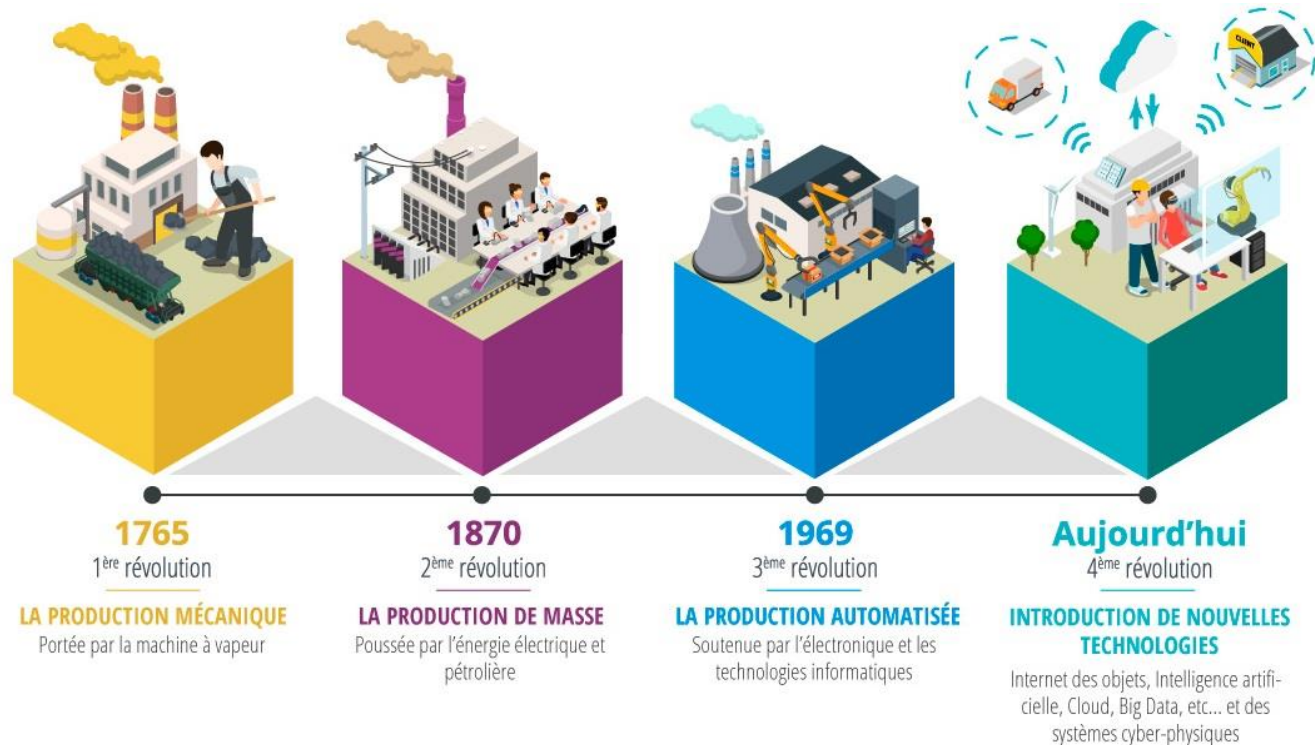 CLIENT
1765
1ère révolution
LA PRODUCTION MÉCANIQUE
Portée par la machine à vapeur
1870
2ème révolution
LA PRODUCTION DE MASSE
Poussée par l'énergie électrique et
pétrolière
1969
3ème révolution
LA PRODUCTION AUTOMATISÉE
Soutenue par l'électronique et les
technologies informatiques
Aujourd'hui
4ème révolution
INTRODUCTION DE NOUVELLES
TECHNOLOGIES
Internet des objets, Intelligence artifi-
cielle, Cloud, Big Data, etc... et des
systèmes cyber-physiques